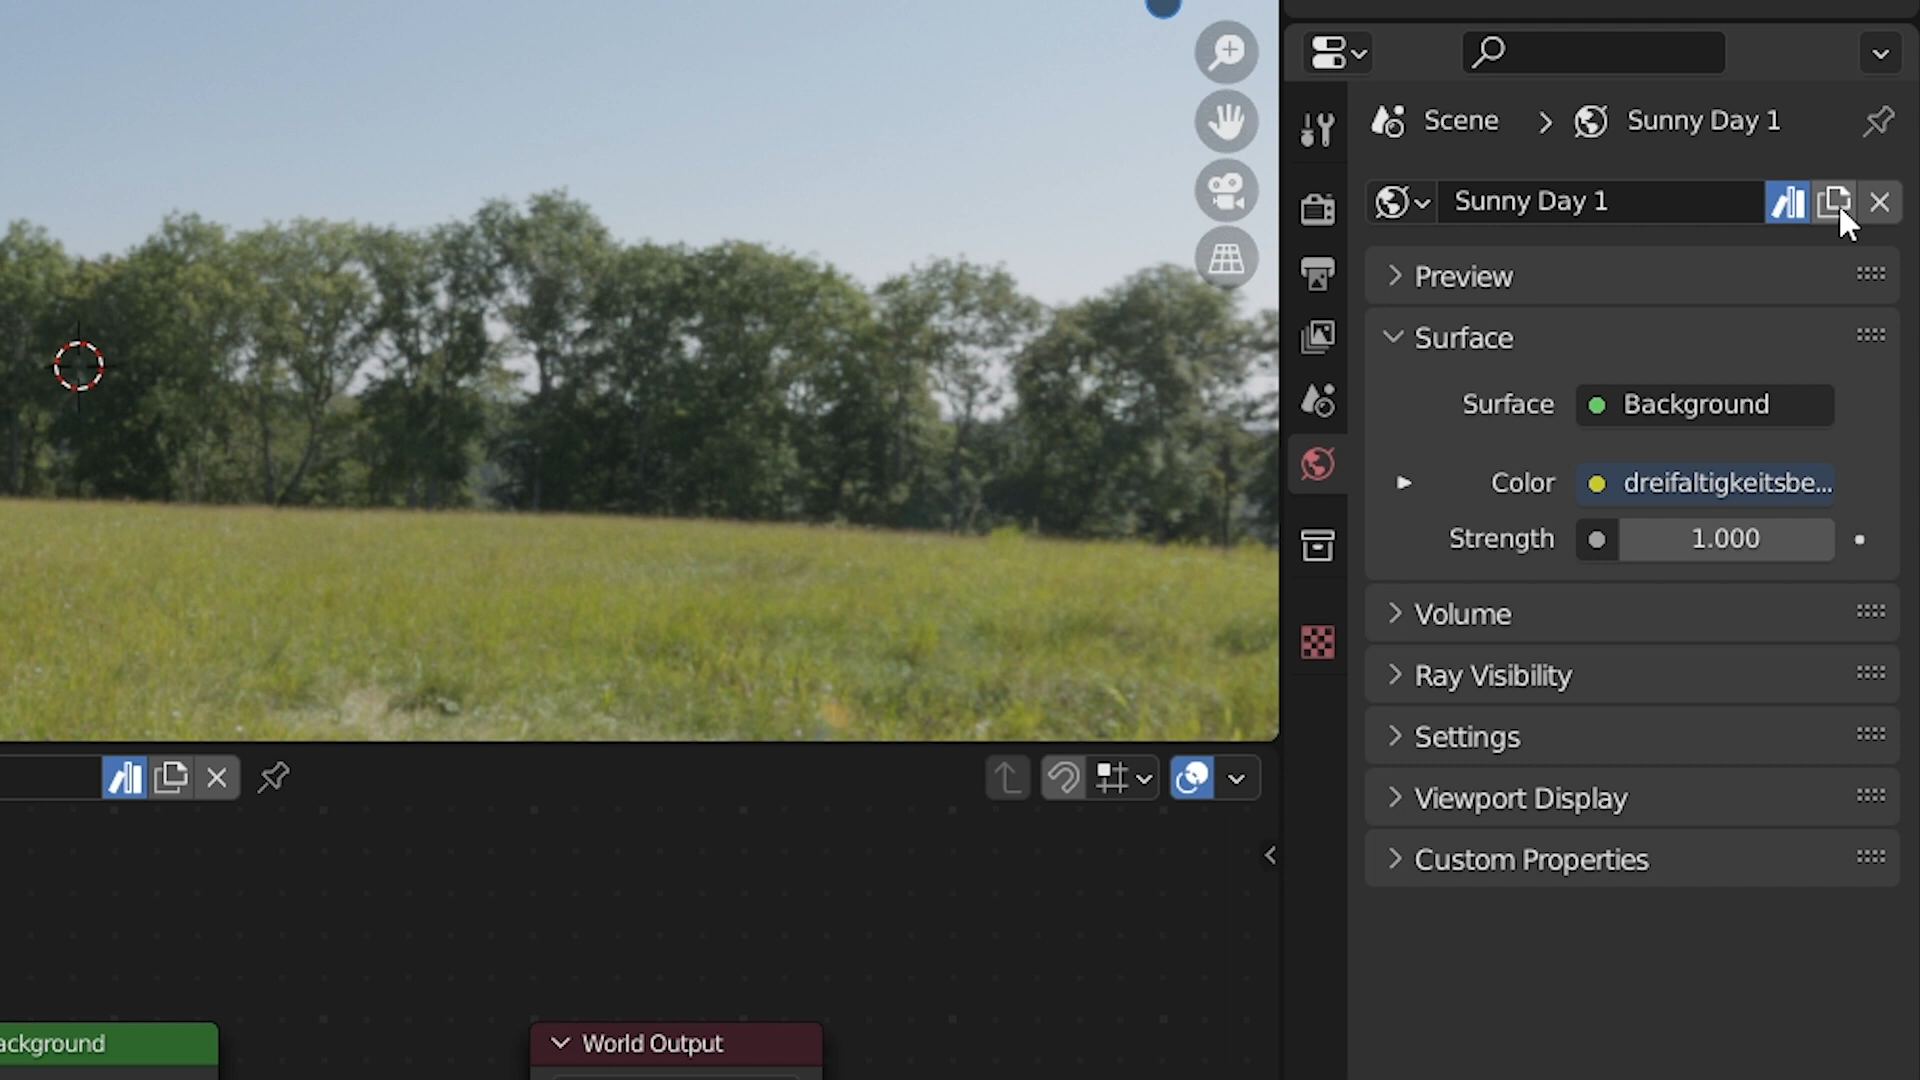 Scene
Sunny Day 1
Sunny Day 1
Preview
Surface
Surface
Background
Color
dreifaltigkeitsbe...
Strength
1.000
Volume
Ray Visibility
Settings
Viewport Display
Custom Properties
ackground
World Output